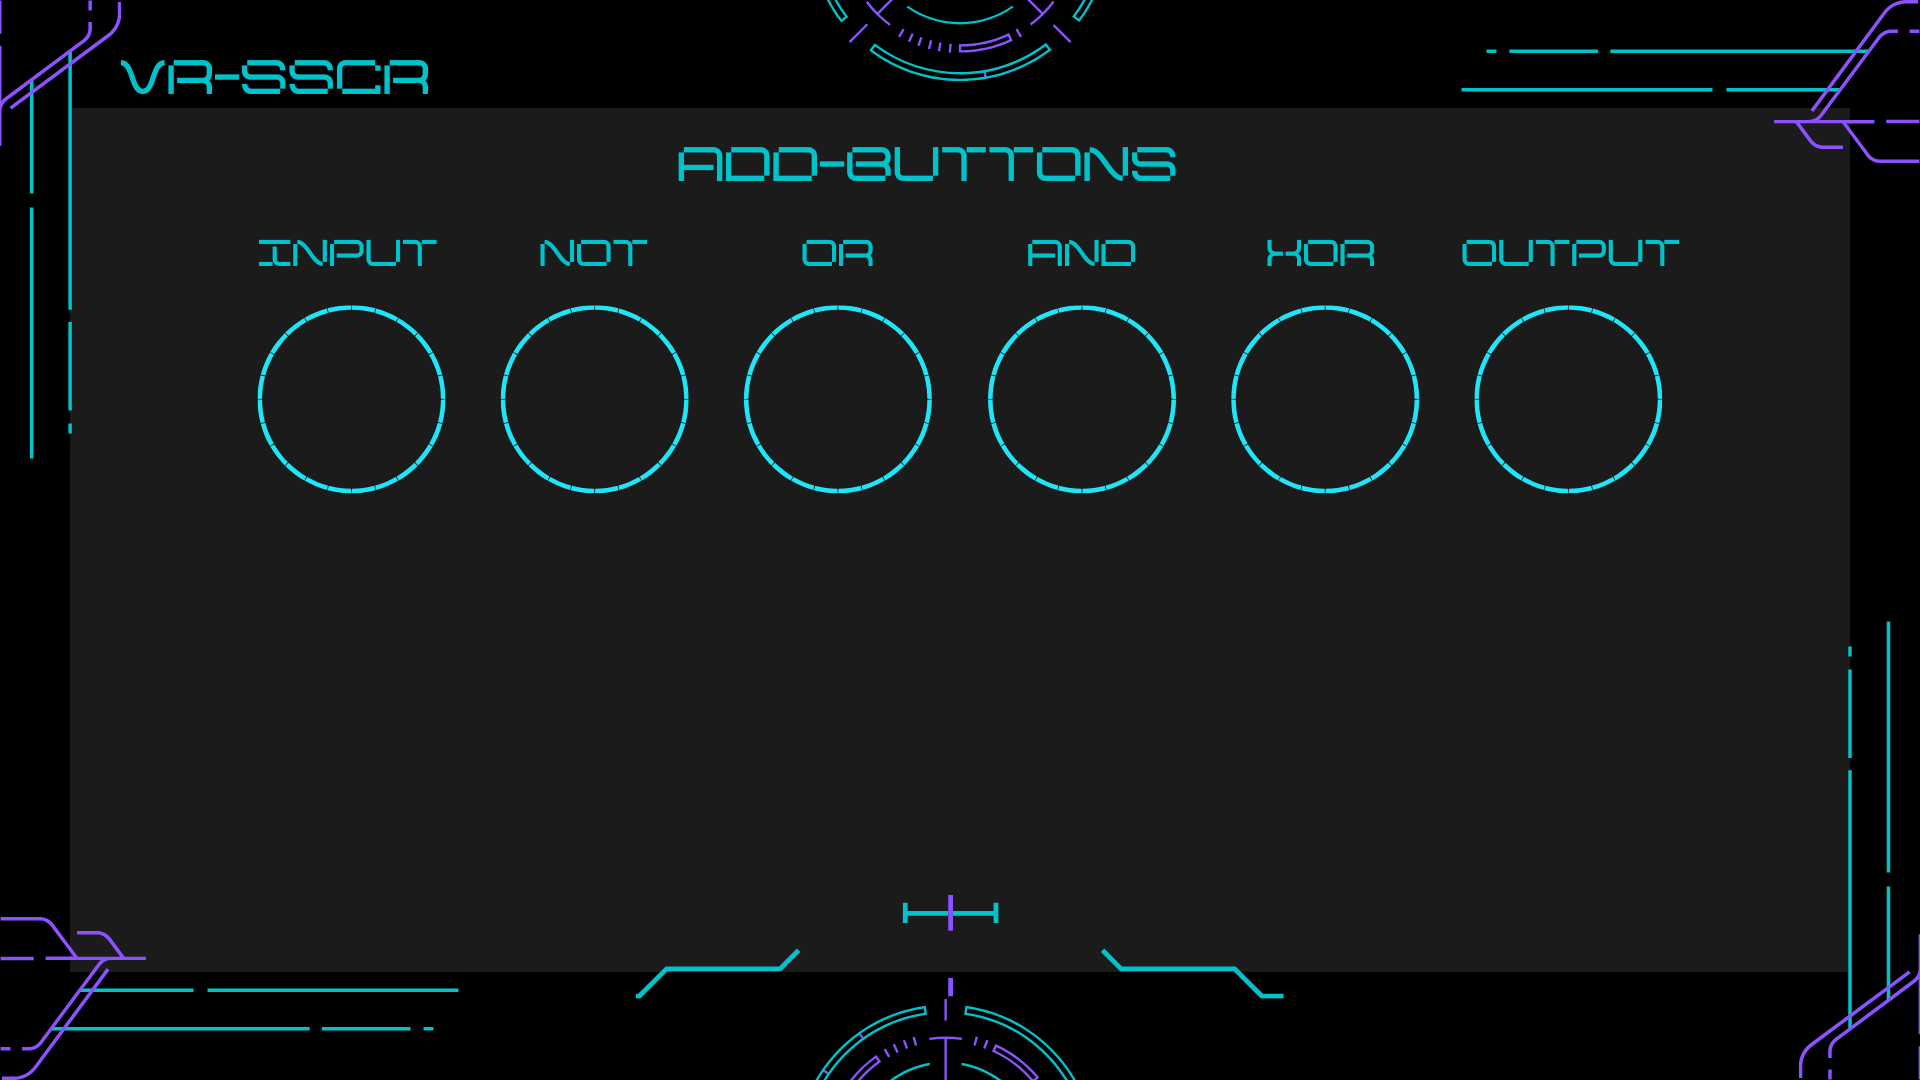 VR-SSCR
ADD-BUTTONS
INPUT NOT OR AND XOR OUTPUT